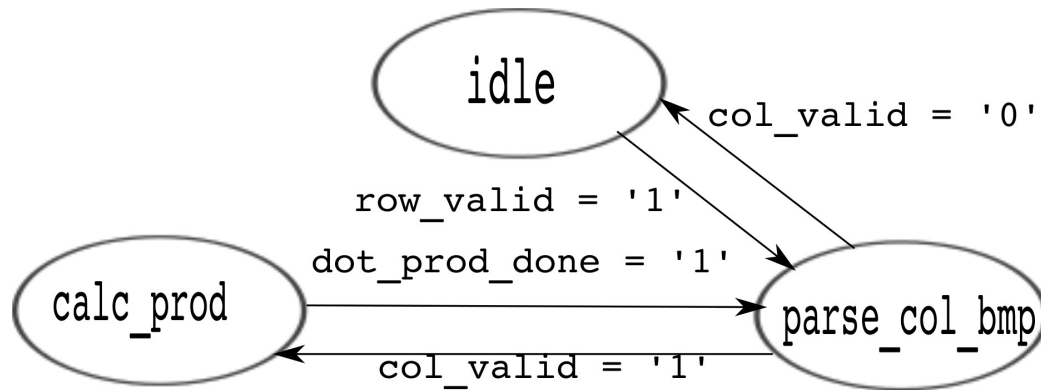 idle
col_valid = '0'
row_valid = '1'
dot_prod_done = '1'
calc_prod
parse_col_bmp
col_valid = '1'